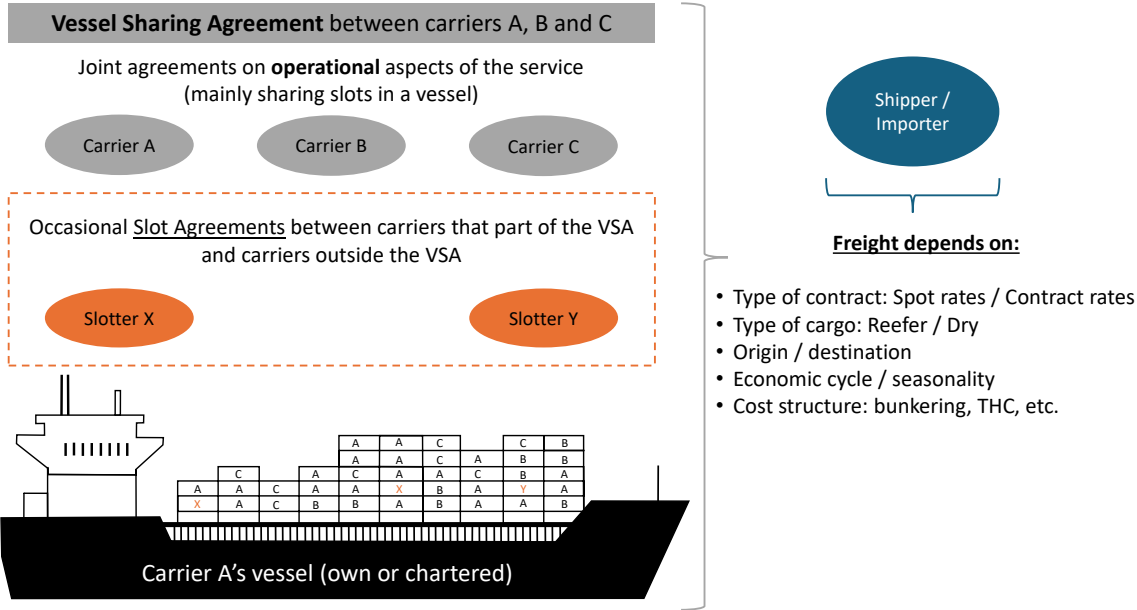 Vessel Sharing Agreement between carriers A, B and C
Joint agreements on operational aspects of the service
(mainly sharing slots in a vessel)
Carrier A
Carrier B
Carrier C
Occasional Slot Agreements between carriers that part of the VSA
and carriers outside the VSA
Slotter X
Slotter Y
A A C C B
A A C A B B
C A C A A C B A
A A C A A X B A Y A
X A C B B A B A A B
Carrier A's vessel (own or chartered)
Shipper /
Importer
Freight depends on:
• Type of contract: Spot rates / Contract rates
• Type of cargo: Reefer / Dry
• Origin / destination
• Economic cycle / seasonality
• Cost structure: bunkering, THC, etc.